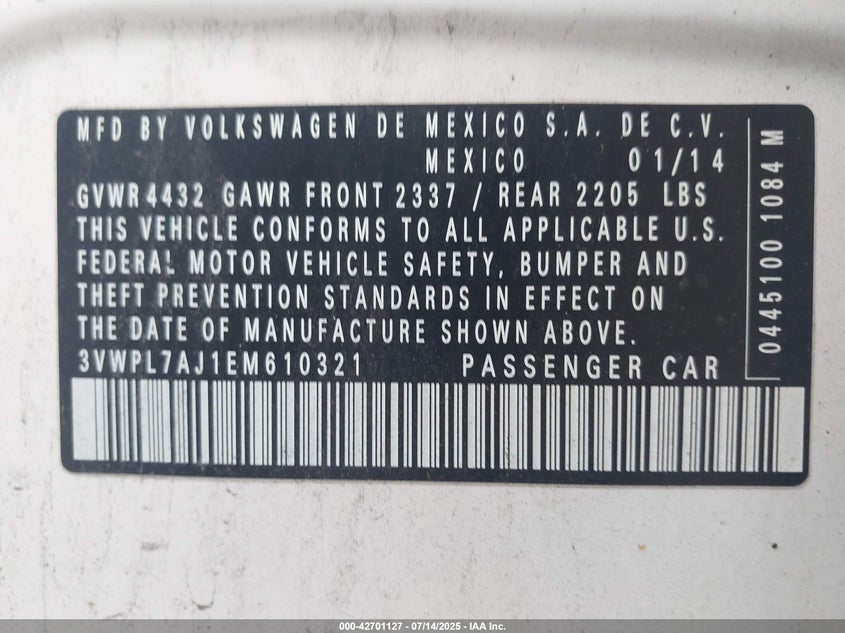 MFD BY VOLKSWAGEN DE MEXICO S.A. DE C.V.
MEXICO 01/14
GVWR 4432 GAWR FRONT 2337 / REAR 2205 LBS
THIS VEHICLE CONFORMS TO ALL APPLICABLE U.S.
FEDERAL MOTOR VEHICLE SAFETY, BUMPER AND
THEFT PREVENTION STANDARDS IN EFFECT ON
THE DATE OF MANUFACTURE SHOWN ABOVE.
3VWPL7AJ1EM610321 PASSENGER CAR
0445100 1084 M
000-42701127 - 07/14/2025 - IAA Inc.